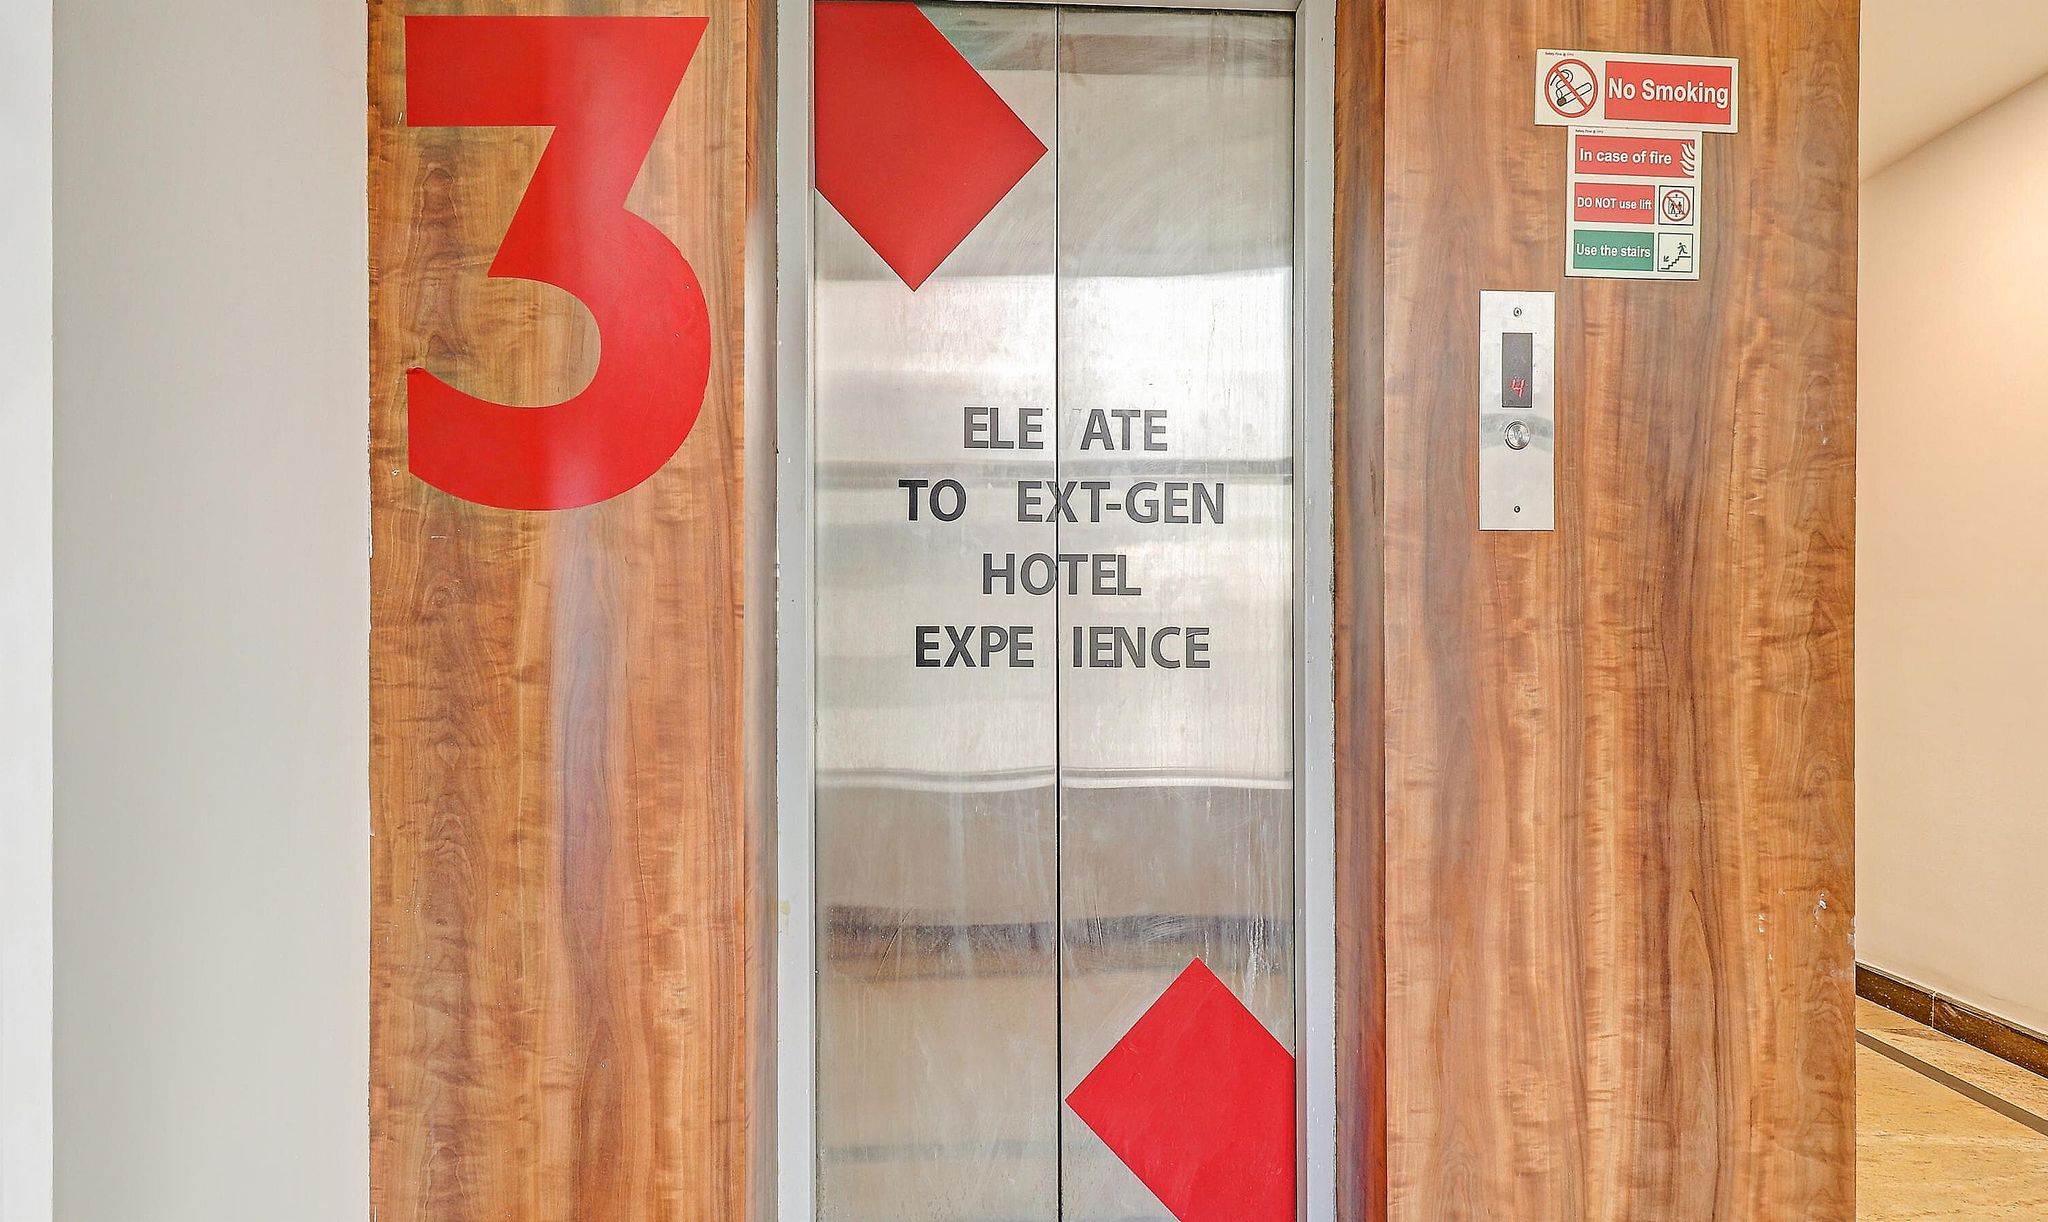 3
ELE ATE
TO EXT-GEN
HOTEL
EXPE IENCE
No Smoking
In case of fire
DO NOT use lift
Use the stairs
4